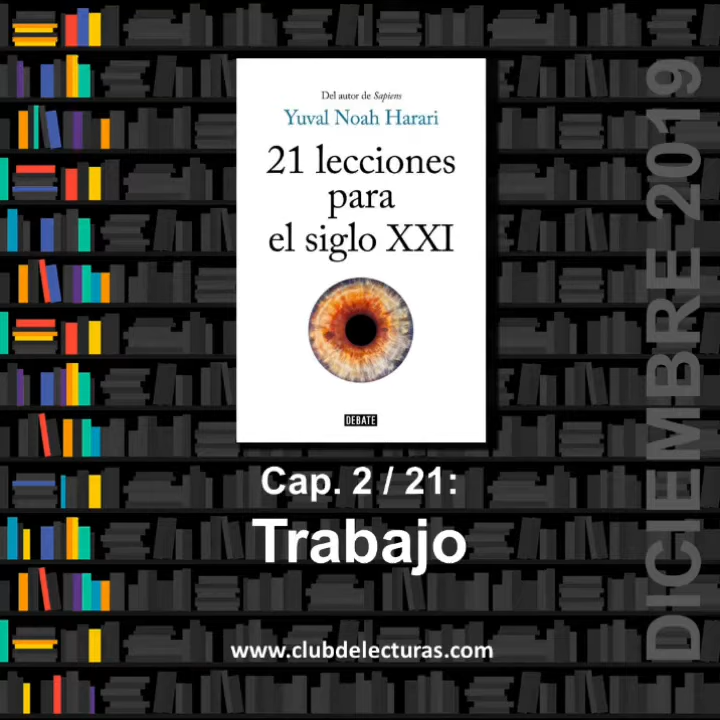 Del autor de Sapiens
Yuval Noah Harari
21 lecciones
para
el siglo XXI
DEBATE
Cap. 2 / 21:
Trabajo
www.clubdelecturas.com
DICIEMBRE 2019